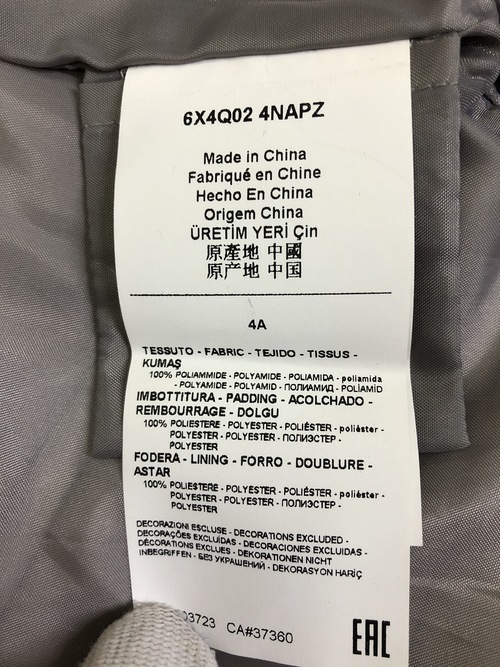 6X4Q02 4NAPZ
Made in China
Fabriqué en Chine
Hecho En China
Origem China
ÜRETİM YERİ Çin
原產地 中國
原产地 中国
4A
TESSUTO - FABRIC - TEJIDO - TISSUS -
KUMAŞ
100% POLIAMMIDE - POLYAMIDE - POLIAMIDA - poliamida
- POLYAMIDE - POLYAMID - ПОЛИАМИД - POLİAMİD
IMBOTTITURA - PADDING - ACOLCHADO -
REMBOURRAGE - DOLGU
100% POLIESTERE - POLYESTER - POLIÉSTER - poliéster -
POLYESTER - POLYESTER - ПОЛИЭСТЕР -
POLYESTER
FODERA - LINING - FORRO - DOUBLURE -
ASTAR
100% POLIESTERE - POLYESTER - POLIÉSTER - poliéster -
POLYESTER - POLYESTER - ПОЛИЭСТЕР -
POLYESTER
DECORAZIONI ESCLUSE - DECORATIONS EXCLUDED -
DECORAÇÕES EXCLUÍDAS - DECORACIONES EXCLUIDAS -
DÉCORATIONS EXCLUES - DEKORATIONEN NICHT
INBEGRIFFEN - БЕЗ УКРАШЕНИЙ - DEKORASYON HARİÇ
03723 CA#37360
EAC